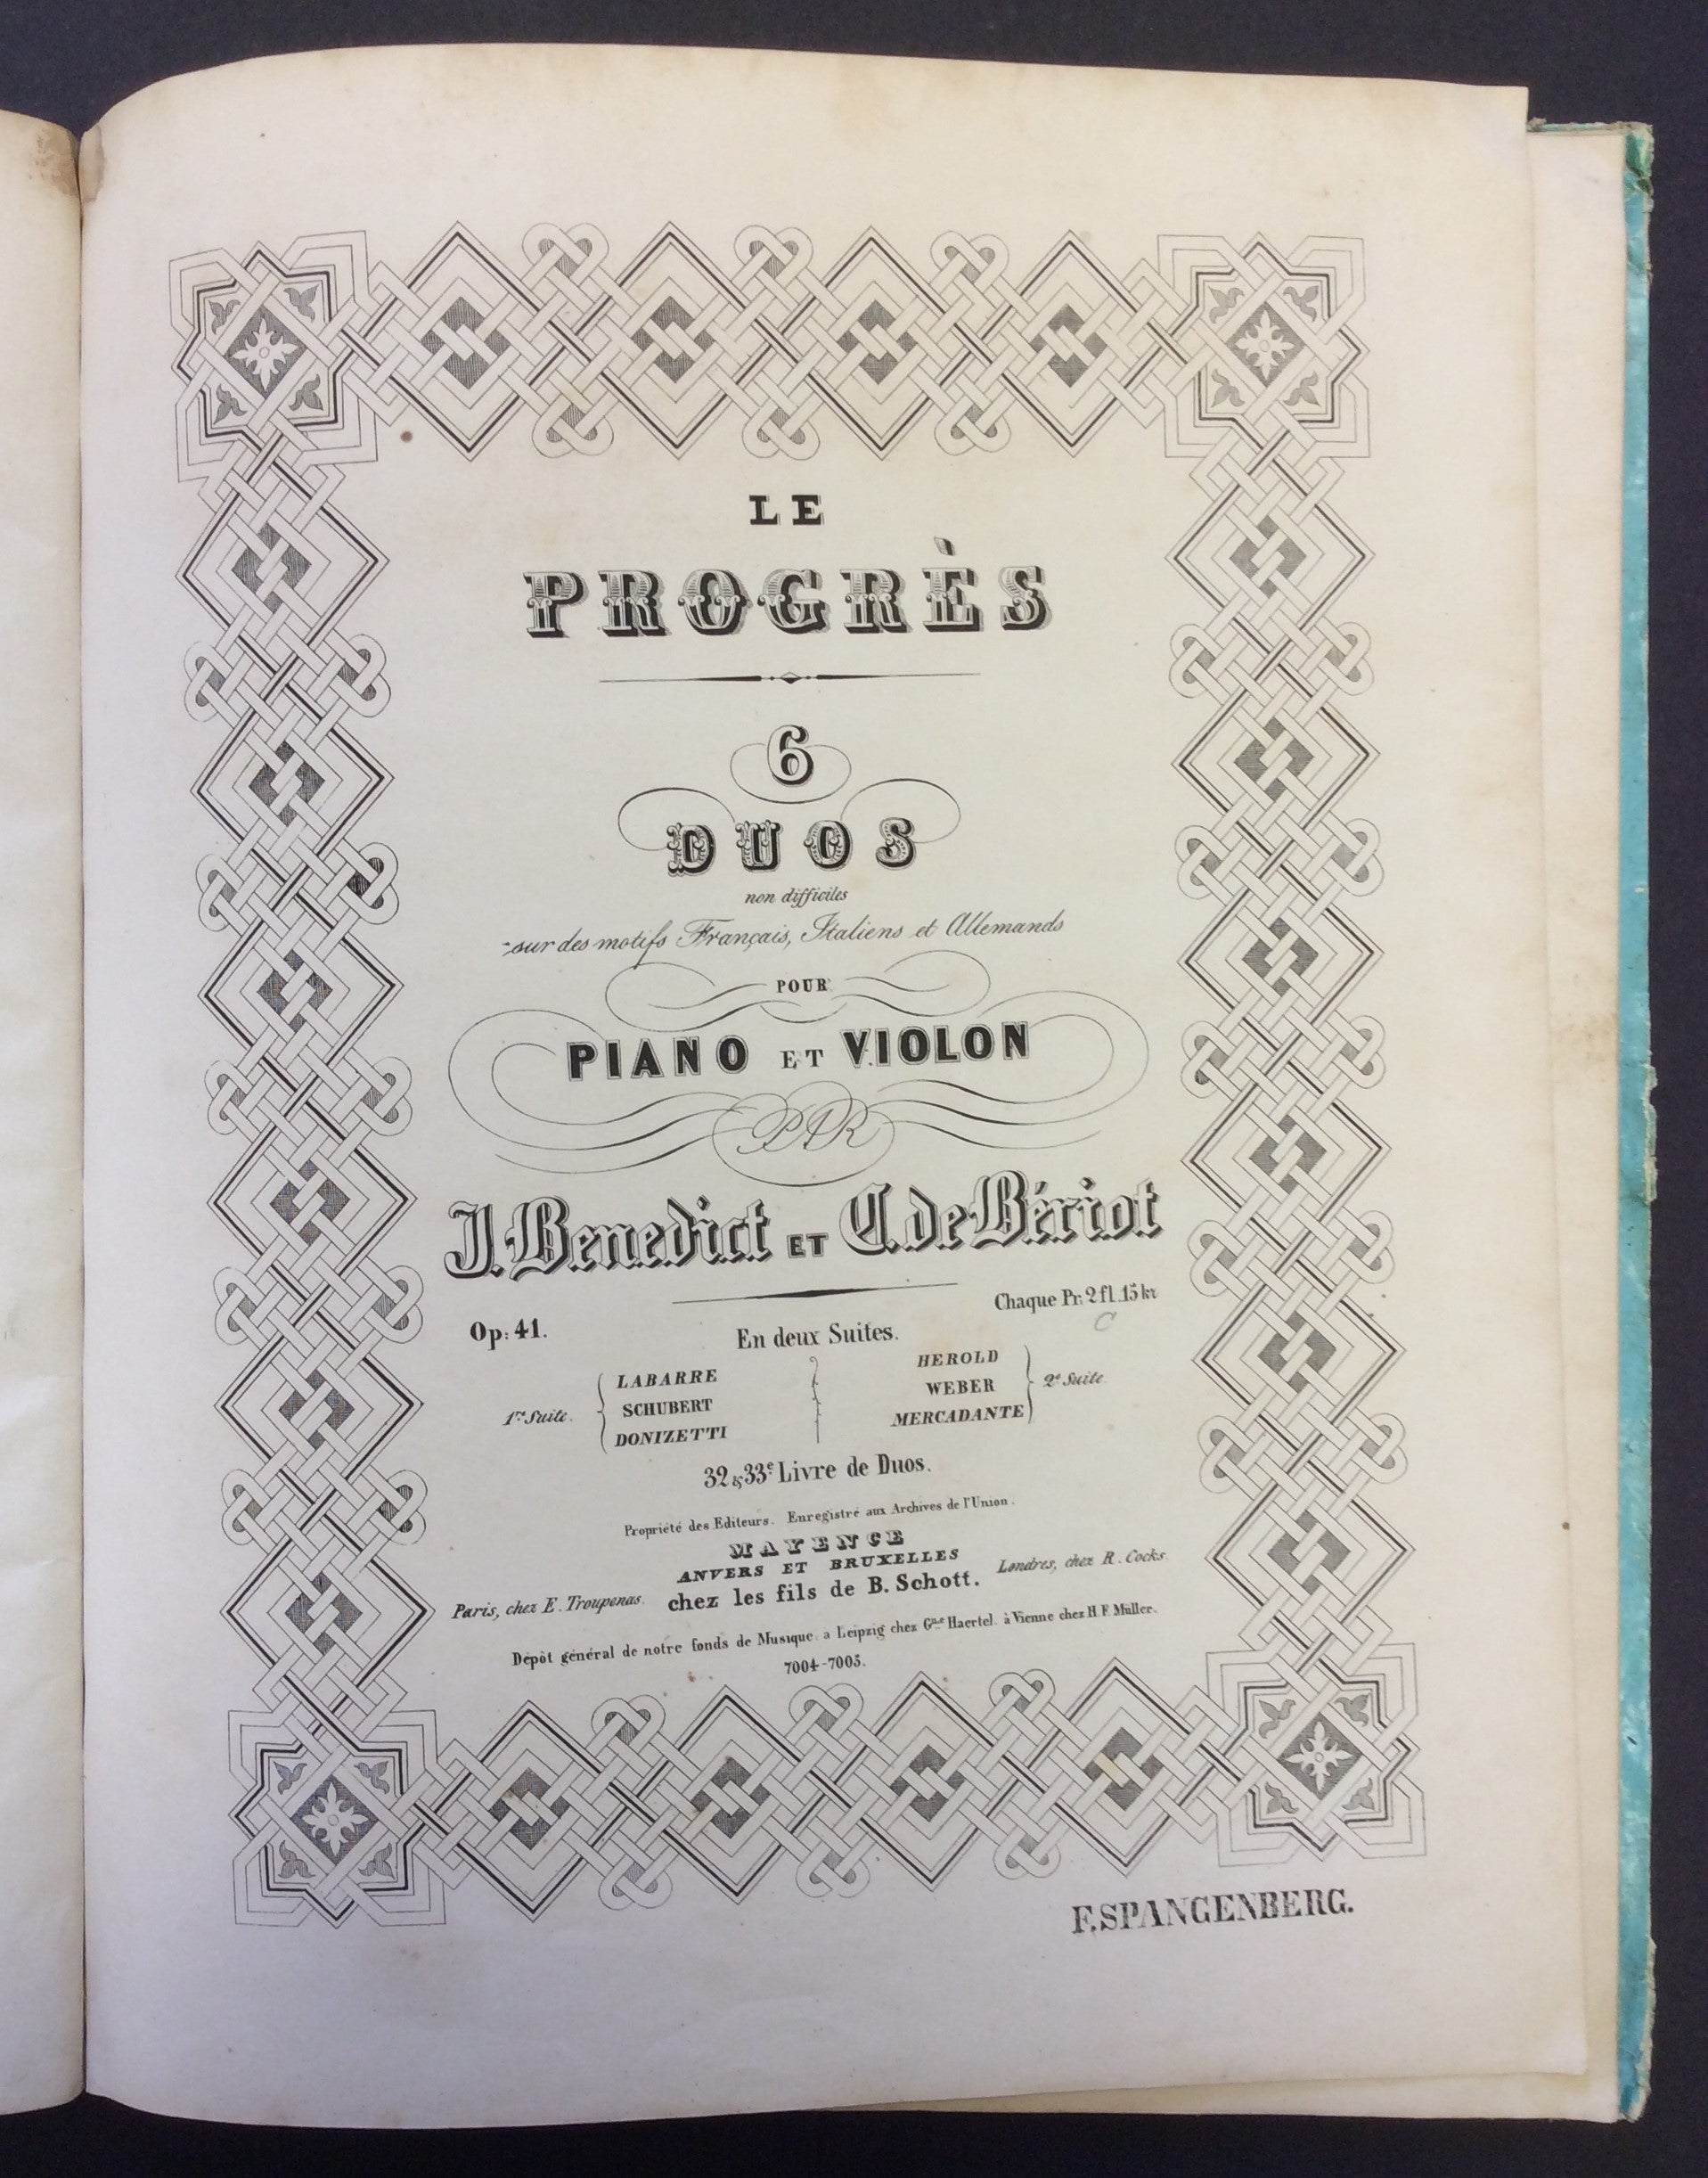 LE
PROGRÈS
6
DUOS
non difficiles
sur des motifs Français, Italiens et Allemands
POUR
PIANO ET VIOLON
PAR
J. Benedict ET C. de Bériot
Chaque Pr: 2 fl. 15 kr
C
Op: 41.
En deux Suites.
1re Suite.
LABARRE
SCHUBERT
DONIZETTI
HEROLD
WEBER
MERCADANTE
2e Suite
32 & 33e Livre de Duos.
Propriété des Editeurs. Enregistré aux Archives de l'Union.
MAYENCE
ANVERS ET BRUXELLES
Paris, chez E. Troupenas. chez les fils de B. Schott. Londres, chez R. Cocks.
Dépôt général de notre fonds de Musique a Leipzig chez Gme Haertel. à Vienne chez H. F. Müller.
7004-7005.
F. SPANGENBERG.